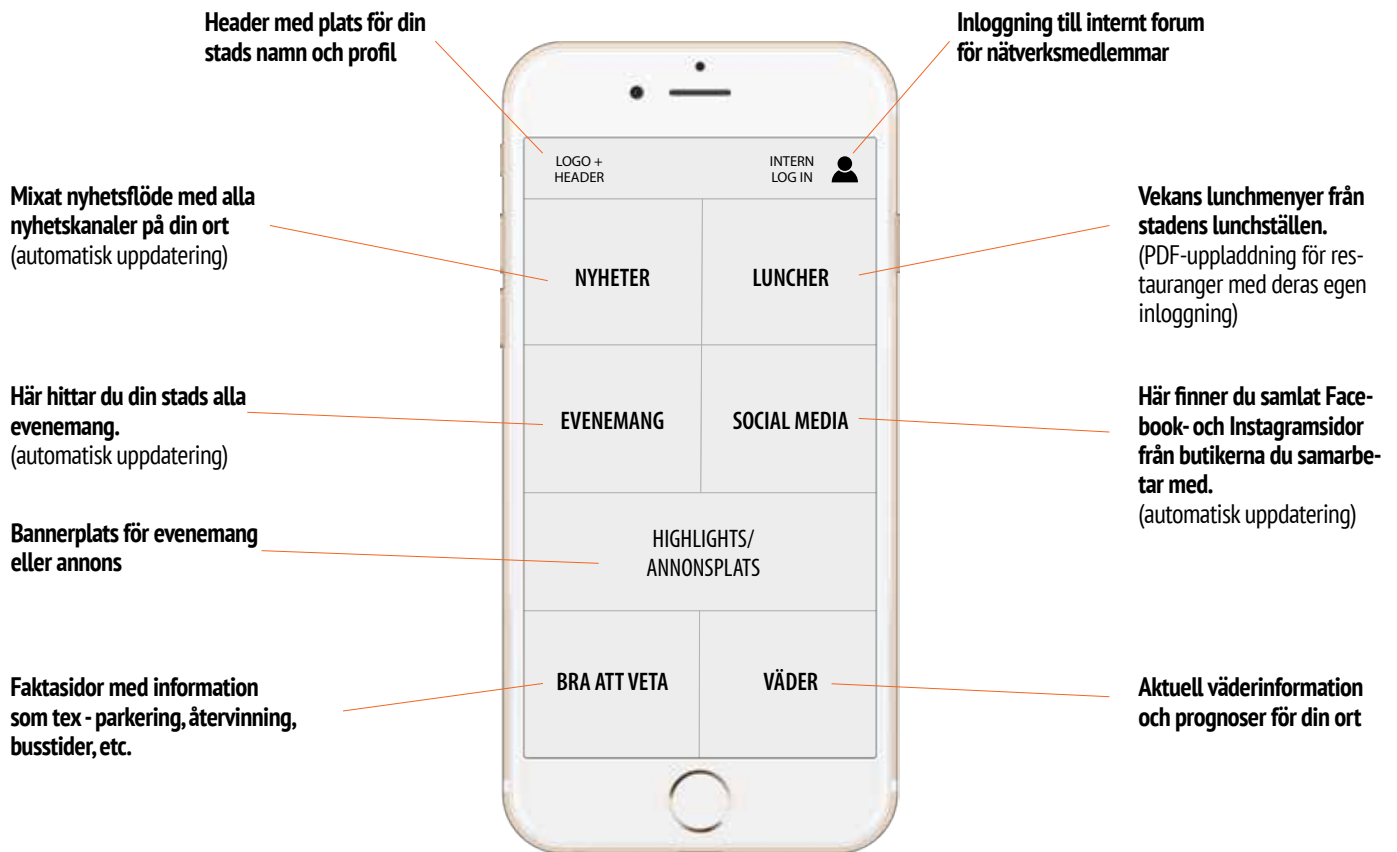 Header med plats för din
stads namn och profil
Inloggning till internt forum
för nätverksmedlemmar
LOGO +
HEADER
INTERN
LOG IN
Mixat nyhetsflöde med alla
nyhetskanaler på din ort
(automatisk uppdatering)
NYHETER
LUNCHER
Vekans lunchmenyer från
stadens lunchställen.
(PDF-uppladdning för res-
tauranger med deras egen
inloggning)
Här hittar du din stads alla
evenemang.
(automatisk uppdatering)
EVENEMANG
SOCIAL MEDIA
Här finner du samlat Face-
book- och Instagramsidor
från butikerna du samarbe-
tar med.
(automatisk uppdatering)
Bannerplats för evenemang
eller annons
HIGHLIGHTS/
ANNONSPLATS
Faktasidor med information
som tex - parkering, återvinning,
busstider, etc.
BRA ATT VETA
VÄDER
Aktuell väderinformation
och prognoser för din ort